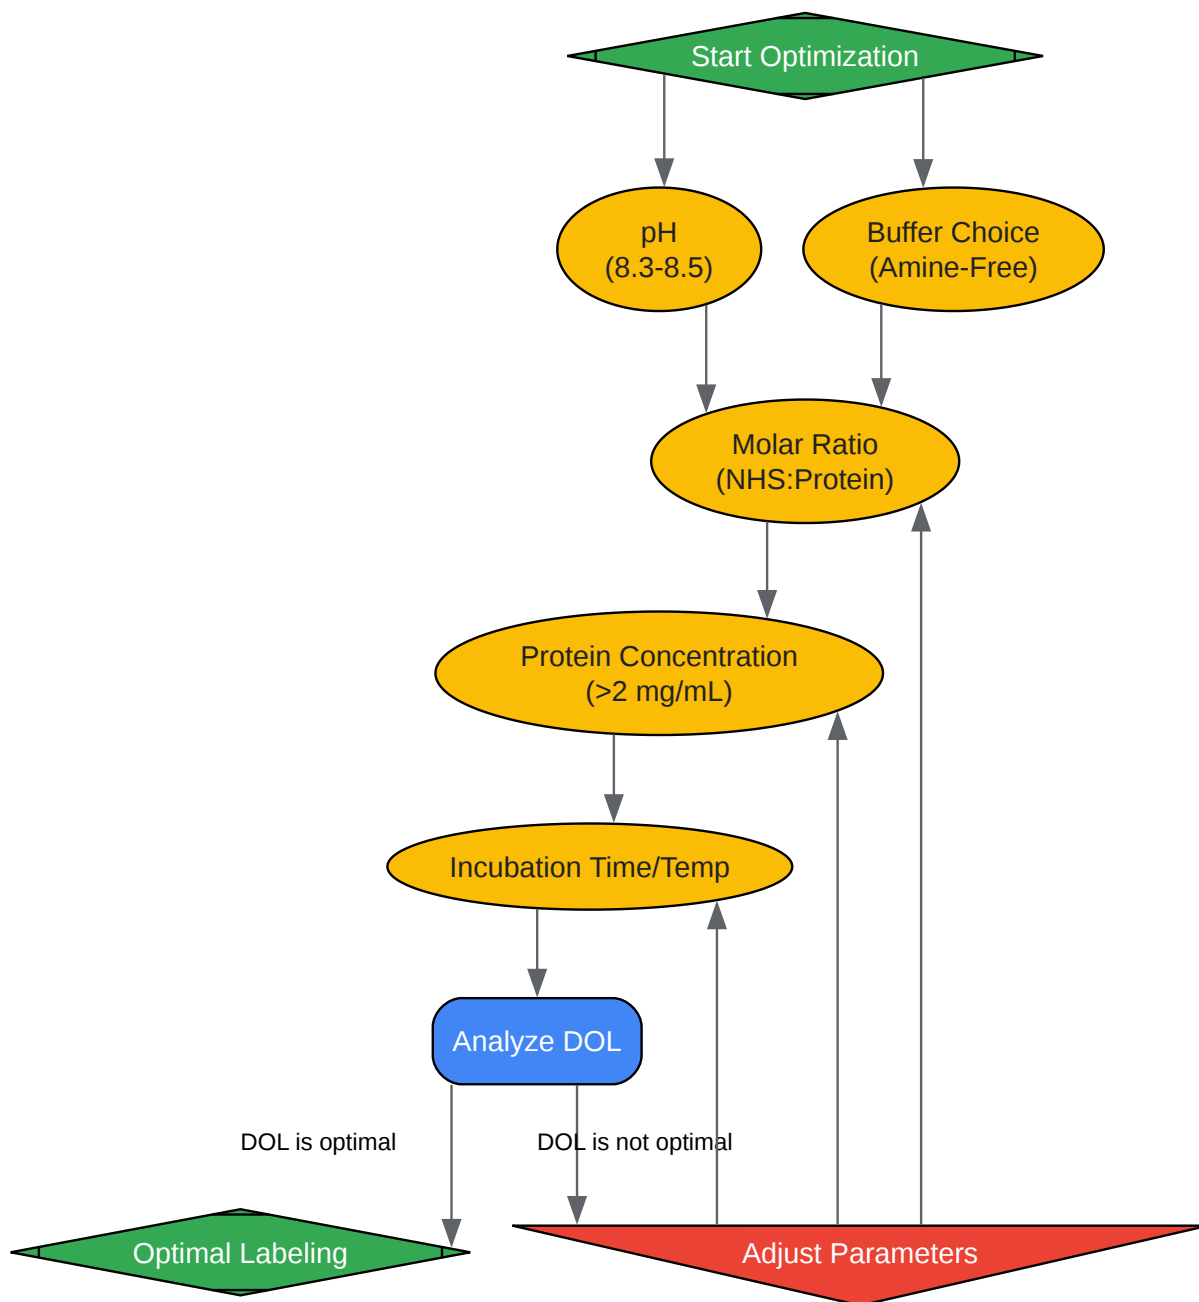 Start Optimization
pH
(8.3-8.5)
Buffer Choice
(Amine-Free)
Molar Ratio
(NHS:Protein)
Protein Concentration
(>2 mg/mL)
Incubation Time/Temp
Analyze DOL
DOL is optimal
DOL is not optimal
Optimal Labeling
Adjust Parameters